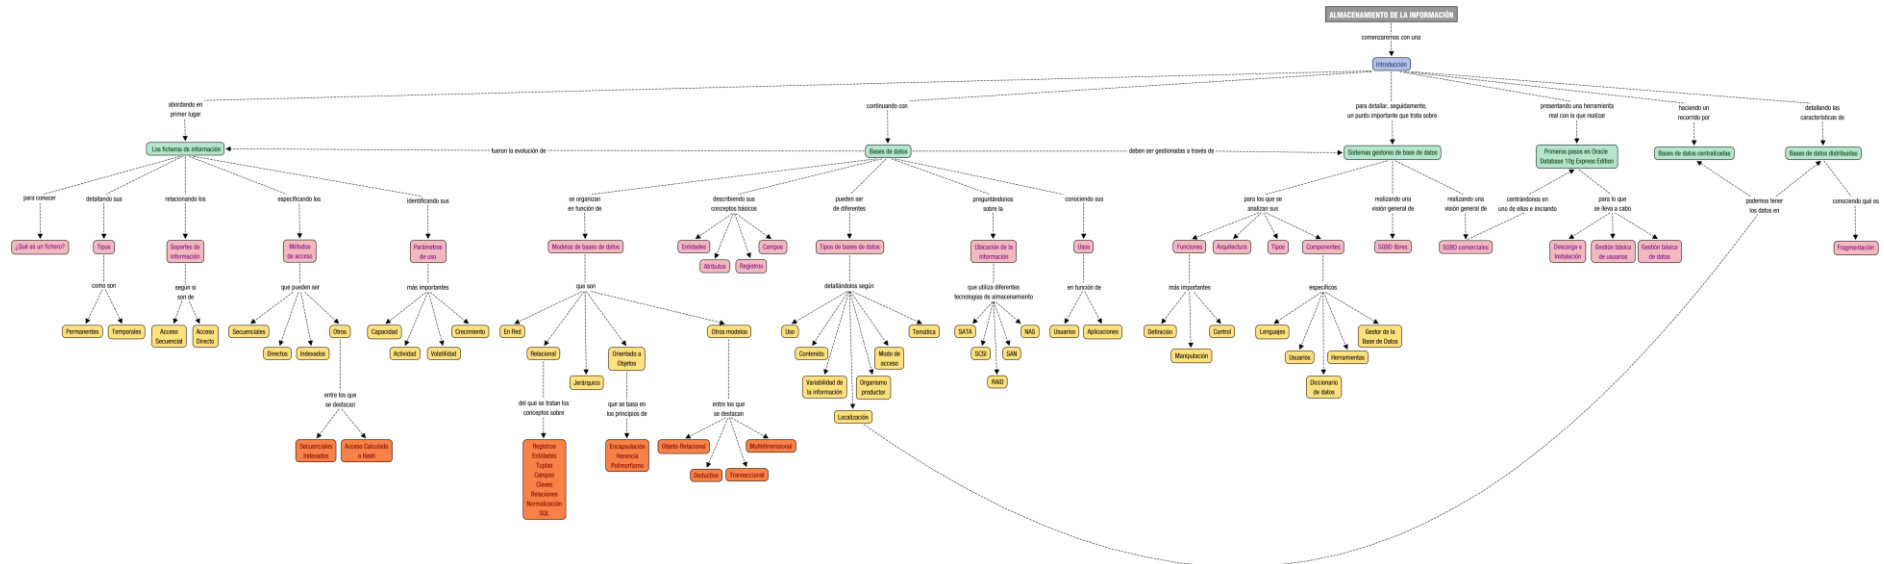 ALMACENAMIENTO DE LA INFORMACIÓN
comenzaremos con una
Introducción
abordando en
primer lugar
continuando con
para detallar, seguidamente,
un punto importante que trata sobre
presentando una herramienta
real con la que realizar
haciendo un
recorrido por
detallando las
características de
Los ficheros de información
fueron la evolución de
Bases de datos
deben ser gestionadas a través de
Sistemas gestores de base de datos
Primeros pasos en Oracle
Database 10g Express Edition
Bases de datos centralizadas
Bases de datos distribuidas
para conocer
detallando sus
relacionando los
especificando los
identificando sus
se organizan
en función de
describiendo sus
conceptos básicos
pueden ser
de diferentes
preguntándonos
sobre la
conociendo sus
para los que se
analizan sus
realizando una
visión general de
realizando una
visión general de
centrándonos en
uno de ellos e iniciando
para lo que
se lleva a cabo
podemos tener
los datos en
conociendo qué es
¿Qué es un fichero?
Tipos
Soportes de
información
Métodos
de acceso
Parámetros
de uso
Modelos de bases de datos
Entidades
Campos
Atributos
Registros
Tipos de bases de datos
Ubicación de la
información
Usos
Funciones
Arquitectura
Tipos
Componentes
SGBD libres
SGBD comerciales
Descarga e
Instalación
Gestión básica
de usuarios
Gestión básica
de datos
Fragmentación
como son
según si
son de
que pueden ser
más importantes
que son
detallándolos según
que utiliza diferentes
tecnologías de almacenamiento
en función de
más importantes
específicos
Permanentes
Temporales
Acceso
Secuencial
Acceso
Directo
Secuenciales
Otros
Directos
Indexados
Capacidad
Crecimiento
Actividad
Volatilidad
En Red
Otros modelos
Relacional
Orientado a
Objetos
Jerárquico
Uso
Temática
Contenido
Modo de
acceso
Variabilidad de
la información
Organismo
productor
Localización
SATA
NAS
SCSI
SAN
RAID
Usuarios
Aplicaciones
Definición
Control
Manipulación
Lenguajes
Gestor de la
Base de Datos
Usuarios
Herramientas
Diccionario
de datos
entre los que
se destacan
del que se tratan los
conceptos sobre
que se basa en
los principios de
entre los que
se destacan
Secuenciales
Indexados
Acceso Calculado
o Hash
Registros
Entidades
Tuplas
Campos
Claves
Relaciones
Normalización
SQL
Encapsulación
Herencia
Polimorfismo
Objeto-Relacional
Multidimensional
Deductivo
Transaccional